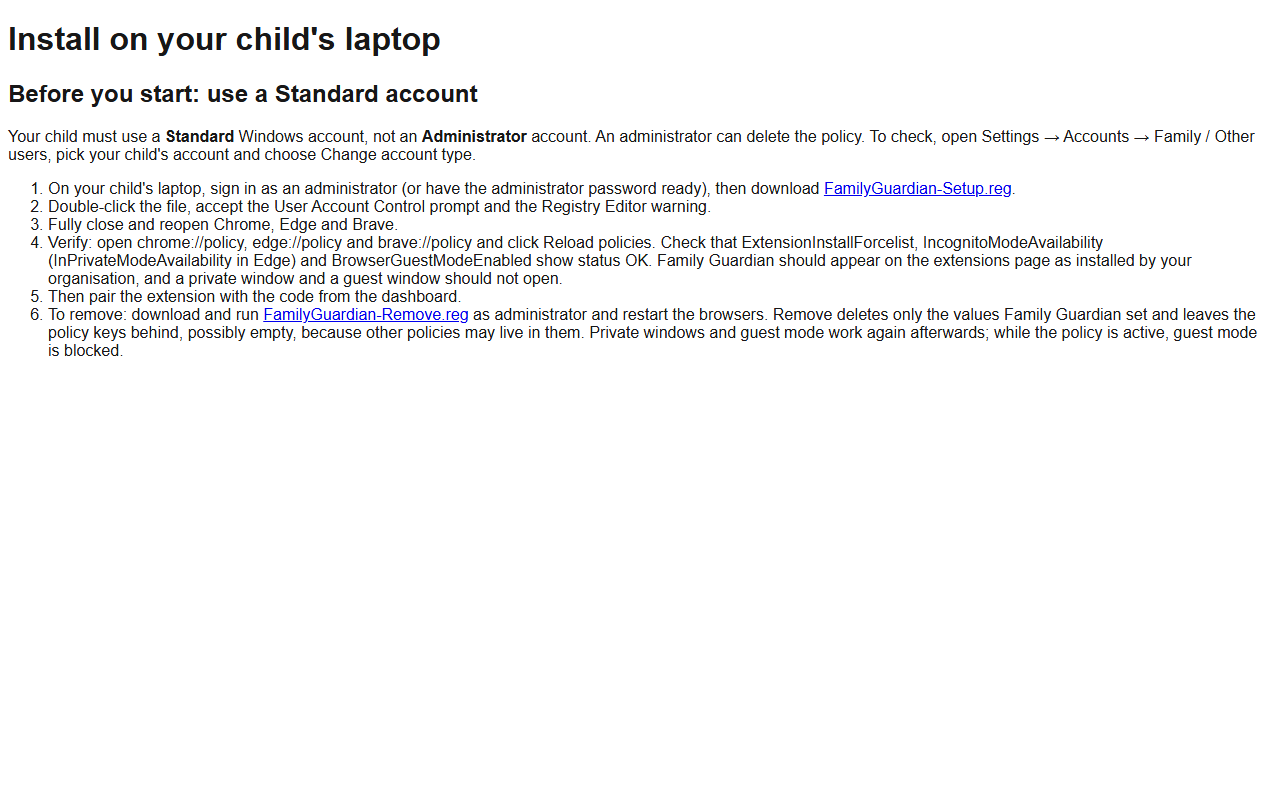 Install on your child's laptop
Before you start: use a Standard account
Your child must use a Standard Windows account, not an Administrator account. An administrator can delete the policy. To check, open Settings → Accounts → Family / Other
users, pick your child's account and choose Change account type.
1. On your child's laptop, sign in as an administrator (or have the administrator password ready), then download FamilyGuardian-Setup.reg.
2. Double-click the file, accept the User Account Control prompt and the Registry Editor warning.
3. Fully close and reopen Chrome, Edge and Brave.
4. Verify: open chrome://policy, edge://policy and brave://policy and click Reload policies. Check that ExtensionInstallForcelist, IncognitoModeAvailability
(InPrivateModeAvailability in Edge) and BrowserGuestModeEnabled show status OK. Family Guardian should appear on the extensions page as installed by your
organisation, and a private window and a guest window should not open.
5. Then pair the extension with the code from the dashboard.
6. To remove: download and run FamilyGuardian-Remove.reg as administrator and restart the browsers. Remove deletes only the values Family Guardian set and leaves the
policy keys behind, possibly empty, because other policies may live in them. Private windows and guest mode work again afterwards; while the policy is active, guest mode
is blocked.